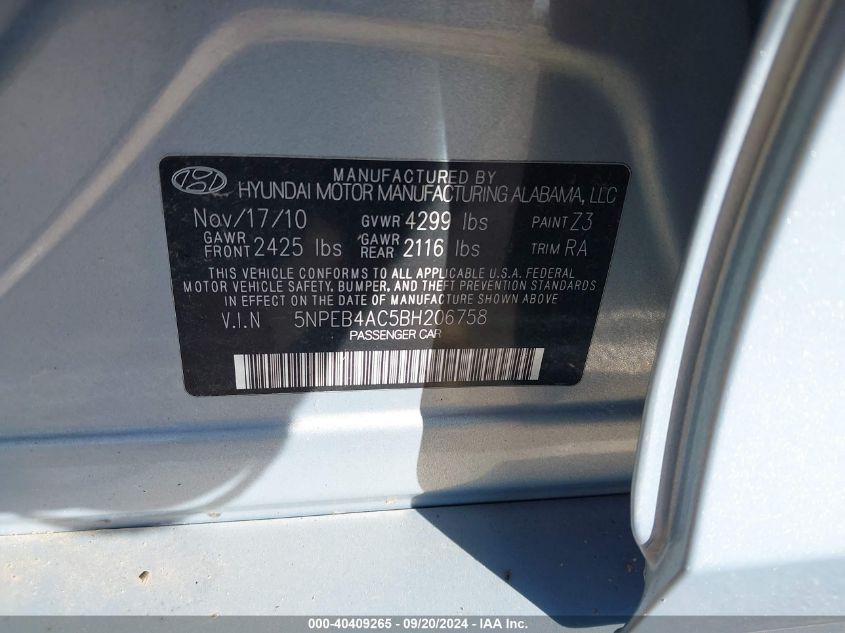 MANUFACTURED BY
HYUNDAI MOTOR MANUFACTURING ALABAMA, LLC
Nov/17/10 GVWR 4299 lbs PAINT Z3
GAWR FRONT 2425 lbs GAWR REAR 2116 lbs TRIM RA
THIS VEHICLE CONFORMS TO ALL APPLICABLE U.S.A. FEDERAL
MOTOR VEHICLE SAFETY, BUMPER, AND THEFT PREVENTION STANDARDS
IN EFFECT ON THE DATE OF MANUFACTURE SHOWN ABOVE
V.I.N 5NPEB4AC5BH206758
PASSENGER CAR
000-40409265 - 09/20/2024 - IAA Inc.